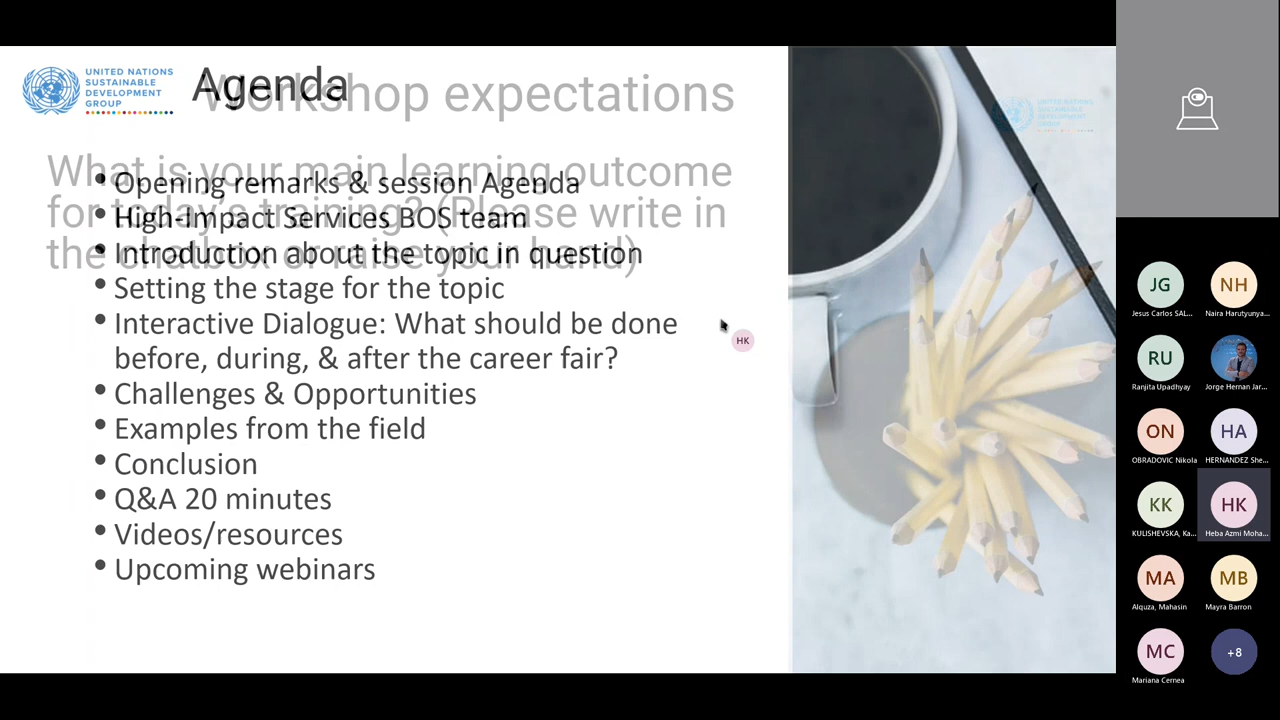 UNITED NATIONS
SUSTAINABLE
DEVELOPMENT
GROUP
Agenda
Workshop expectations
What is your main learning outcome
for today's training? (Please write in
the chatbox or raise your hand)
• Opening remarks & session Agenda
• High-Impact Services BOS team
• Introduction about the topic in question
• Setting the stage for the topic
• Interactive Dialogue: What should be done
before, during, & after the career fair?
• Challenges & Opportunities
• Examples from the field
• Conclusion
• Q&A 20 minutes
• Videos/resources
• Upcoming webinars
HK
JG
NH
Jesus Carlos SAL...
Naira Harutyunya...
RU
Ranjita Upadhyay
Jorge Hernan Jar...
ON
HA
OBRADOVIC Nikola
HERNANDEZ She...
KK
HK
KULISHEVSKA, Ka...
Heba Azmi Moha...
MA
MB
Alquza, Mahasin
Mayra Barron
MC
+8
Mariana Cernea